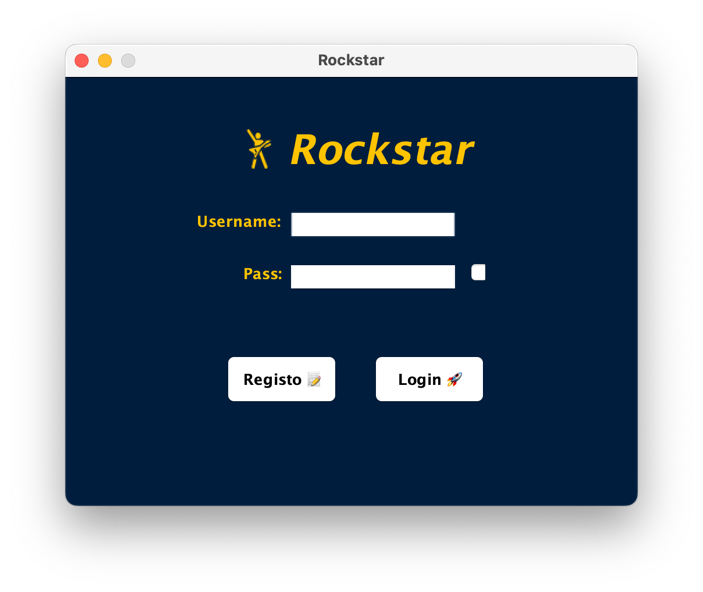 Rockstar
Rockstar
Username:
Pass:
Registo 📝 Login 🚀